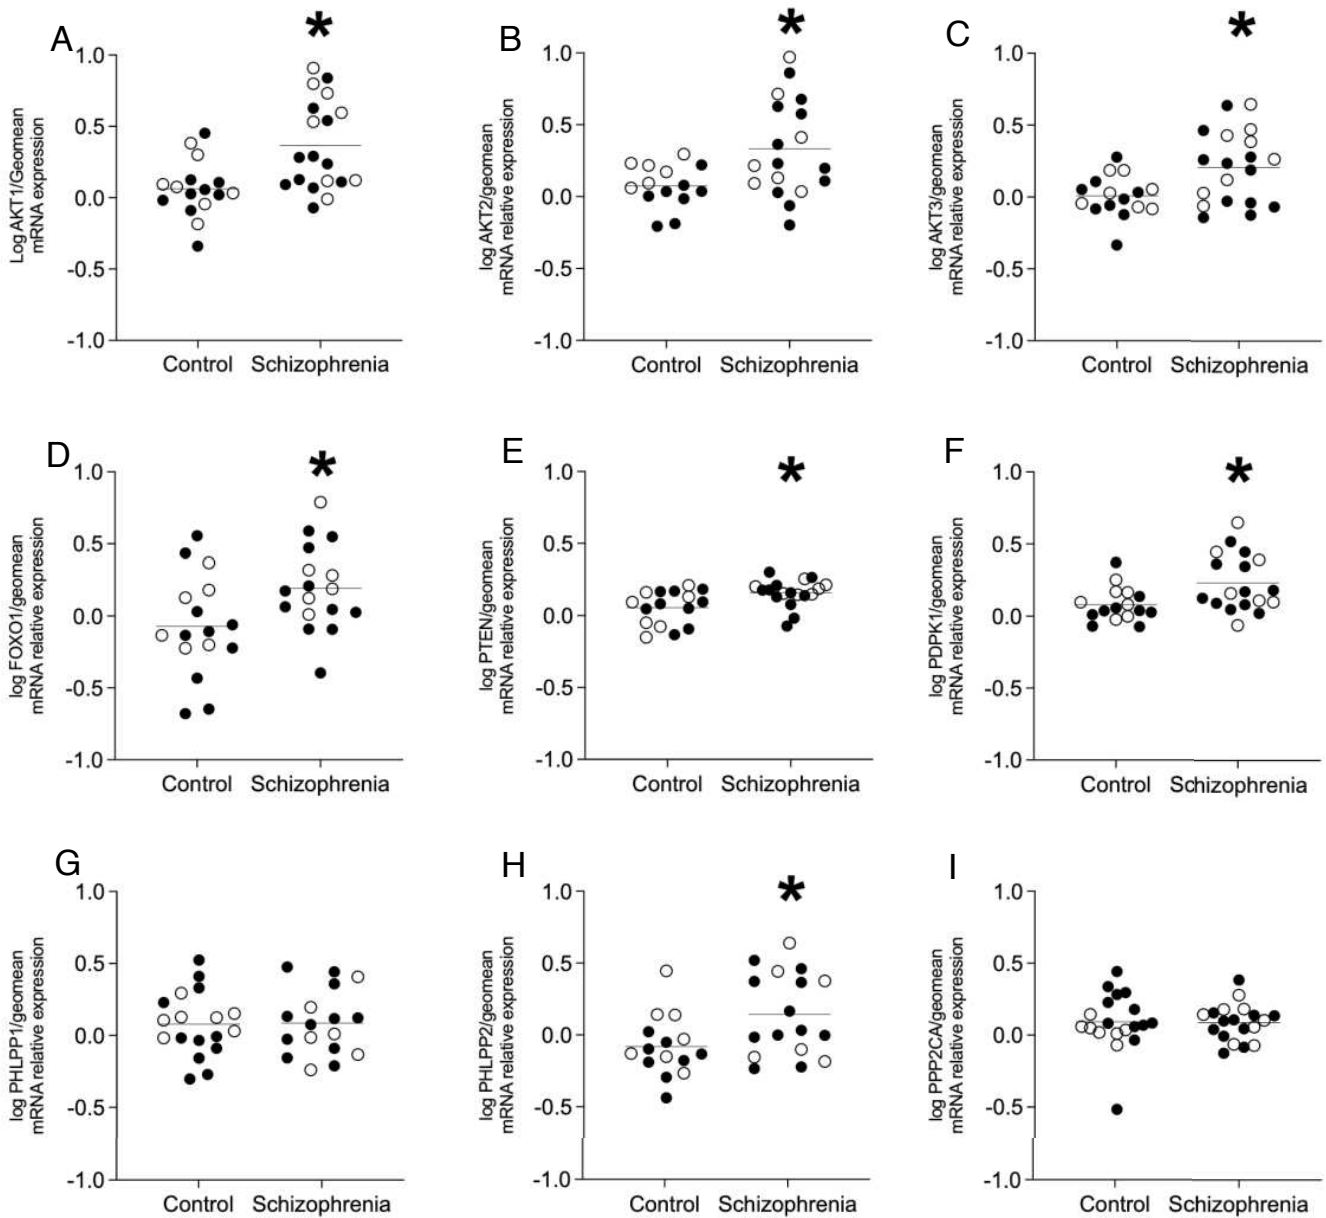 A
*
Log AKT1/Geomean
mRNA expression
1.0
0.5
0.0
-0.5
-1.0
Control Schizophrenia
B
*
log AKT2/geomean
mRNA relative expression
1.0
0.5
0.0
-0.5
-1.0
Control Schizophrenia
C
*
log AKT3/geomean
mRNA relative expression
1.0
0.5
0.0
-0.5
-1.0
Control Schizophrenia
D
*
log FOXO1/geomean
mRNA relative expression
1.0
0.5
0.0
-0.5
-1.0
Control Schizophrenia
E
*
log PTEN/geomean
mRNA relative expression
1.0
0.5
0.0
-0.5
-1.0
Control Schizophrenia
F
*
log PDPK1/geomean
mRNA relative expression
1.0
0.5
0.0
-0.5
-1.0
Control Schizophrenia
G
log PHLPP1/geomean
mRNA relative expression
1.0
0.5
0.0
-0.5
-1.0
Control Schizophrenia
H
*
log PHLPP2/geomean
mRNA relative expression
1.0
0.5
0.0
-0.5
-1.0
Control Schizophrenia
I
log PPP2CA/geomean
mRNA relative expression
1.0
0.5
0.0
-0.5
-1.0
Control Schizophrenia